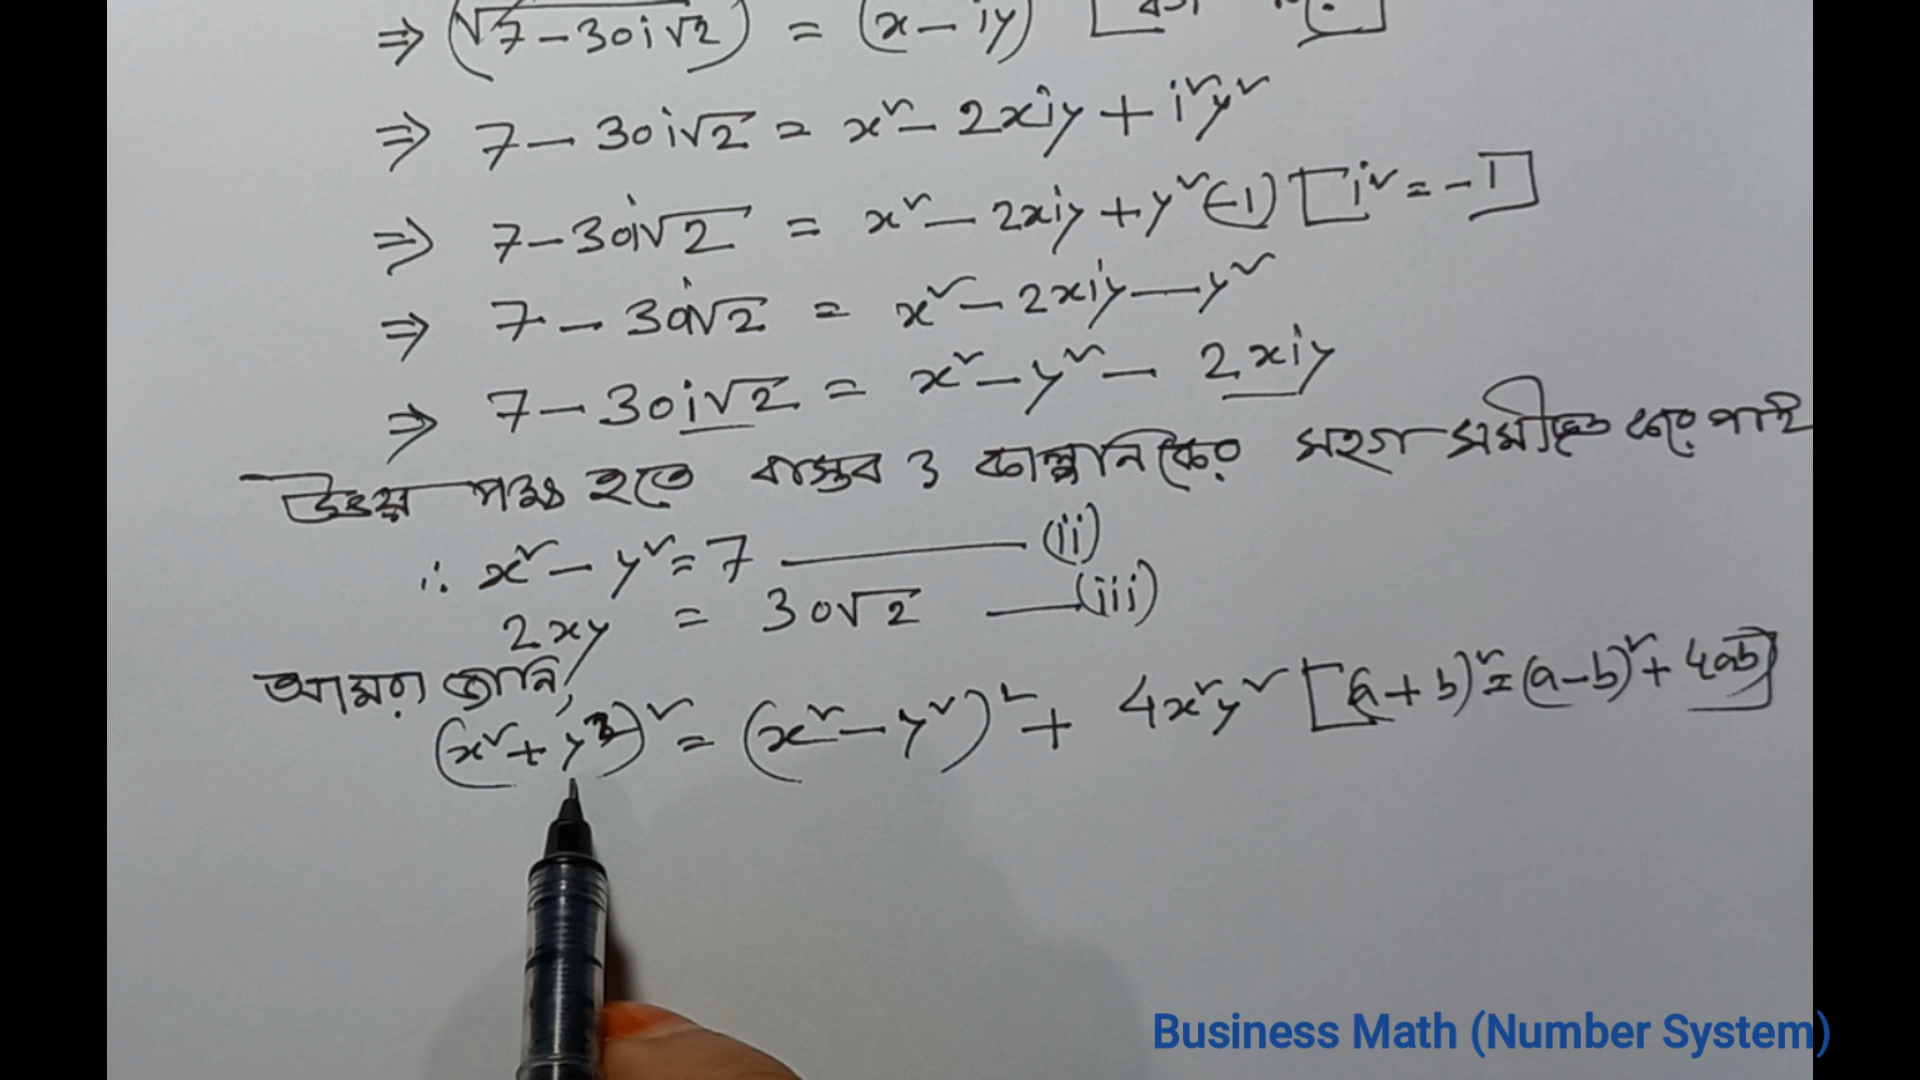 ⇒ (√7-30i√2) = (x-iy)
⇒ 7-30i√2 = x²-2xiy+i²y²
⇒ 7-30i√2 = x²-2xiy+y²(-1) [i²=-1]
⇒ 7-30i√2 = x²-2xiy-y²
⇒ 7-30i√2 = x²-y²-2xiy
উভয় পক্ষ হতে বাস্তব ও কাল্পনিকের সহগ সমীকৃত করে পাই
∴ x²-y²=7 ——— (ii)
2xy = 30√2 —— (iii)
আমরা জানি,
(x²+y²)² = (x²-y²)²+4x²y² [(a+b)²=(a-b)²+4ab]
Business Math (Number System)